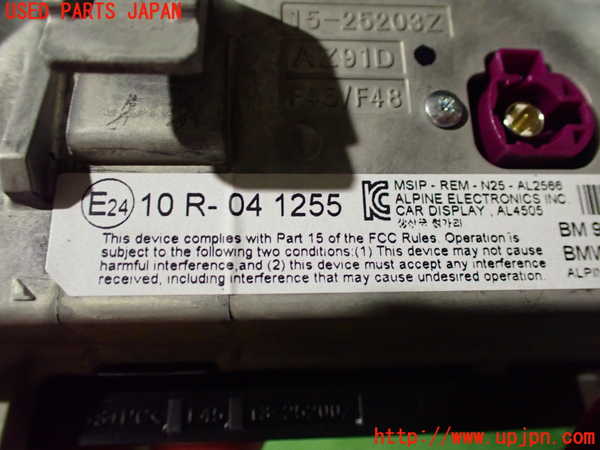 USED PARTS JAPAN
15-25203Z
AZ91D
F45/F48
E24 10 R- 04 1255
MSIP - REM - N25 - AL2566
ALPINE ELECTRONICS INC.
CAR DISPLAY , AL4505
BM 9
BMW
ALPIN
This device complies with Part 15 of the FCC Rules. Operation is
subject to the following two conditions:(1) This device may not cause
harmful interference,and (2) this device must accept any interference
received, including interference that may cause undesired operation.
F45
http://www.upjpn.com/